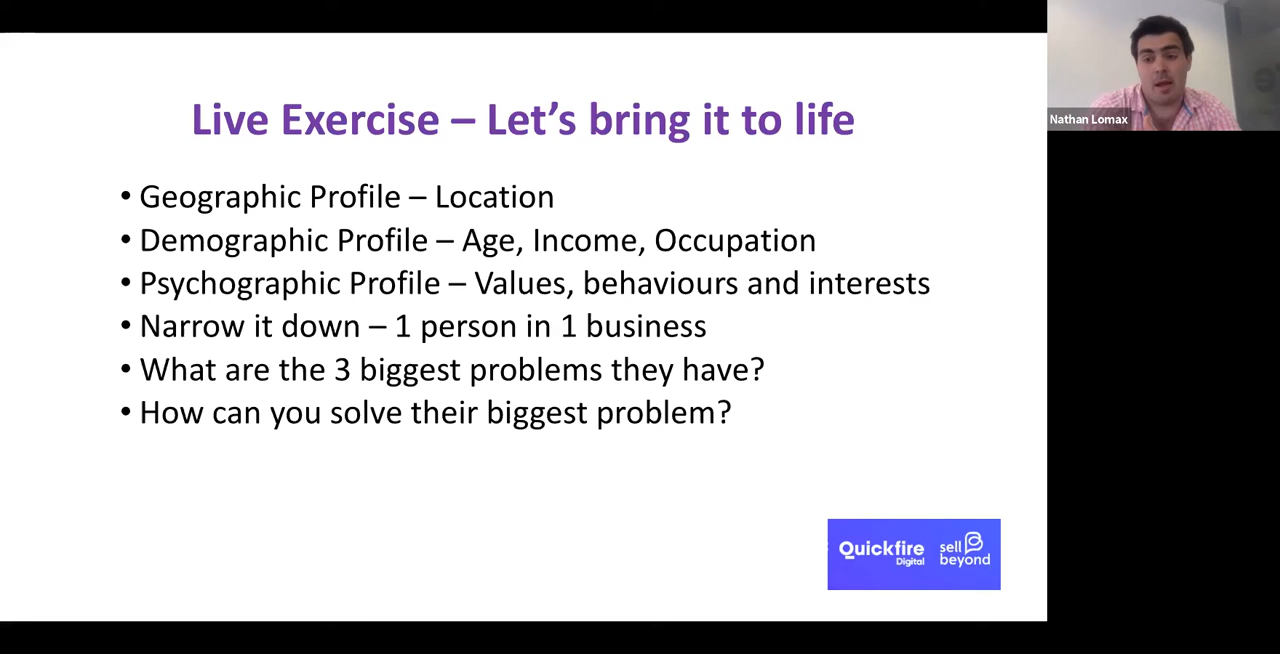 Live Exercise – Let's bring it to life
• Geographic Profile – Location
• Demographic Profile – Age, Income, Occupation
• Psychographic Profile – Values, behaviours and interests
• Narrow it down – 1 person in 1 business
• What are the 3 biggest problems they have?
• How can you solve their biggest problem?
Quickfire
Digital
sell
beyond
Nathan Lomax